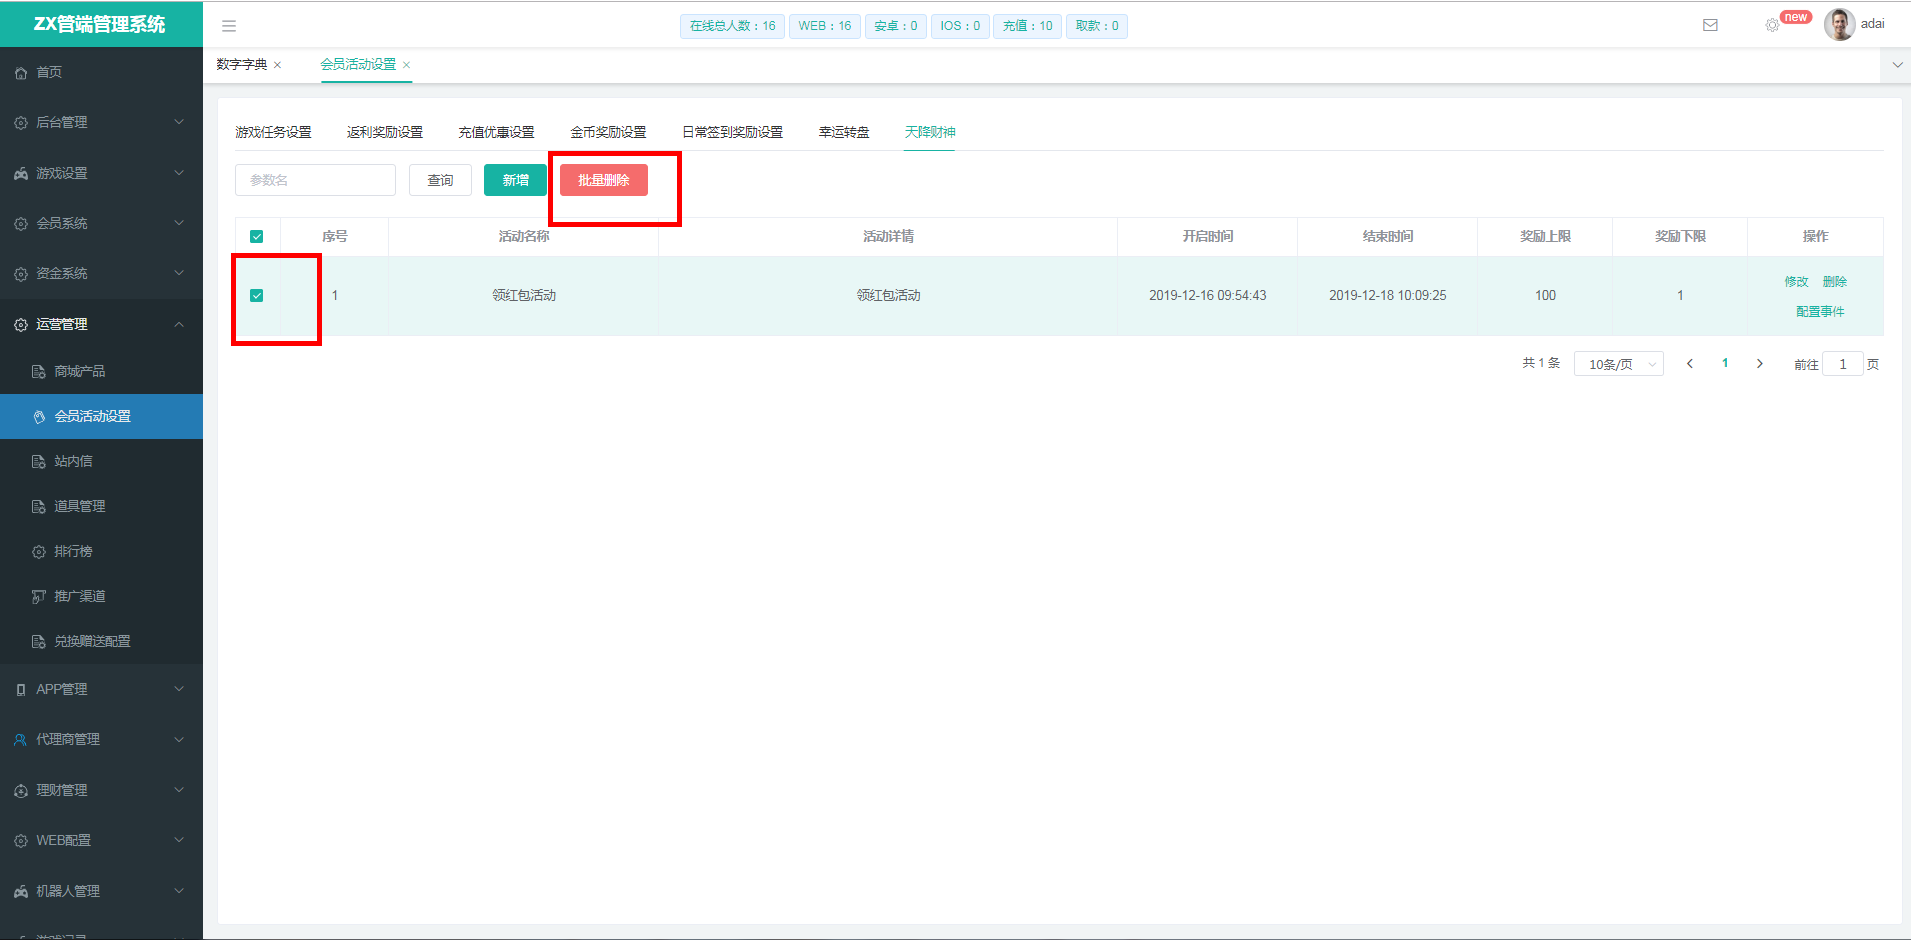 ZX管端管理系统
在线总人数：16 WEB：16 安卓：0 IOS：0 充值：10 取款：0
new
adai
首页
后台管理
游戏设置
会员系统
资金系统
运营管理
商城产品
会员活动设置
站内信
道具管理
排行榜
推广渠道
兑换赠送配置
APP管理
代理商管理
理财管理
WEB配置
机器人管理
游戏记录
数字字典 × 会员活动设置 ×
游戏任务设置 返利奖励设置 充值优惠设置 金币奖励设置 日常签到奖励设置 幸运转盘 天降财神
参数名 查询 新增 批量删除
序号 活动名称 活动详情 开启时间 结束时间 奖励上限 奖励下限 操作
1 领红包活动 领红包活动 2019-12-16 09:54:43 2019-12-18 10:09:25 100 1 修改 删除
配置事件
共 1 条 10条/页 1 前往 1 页